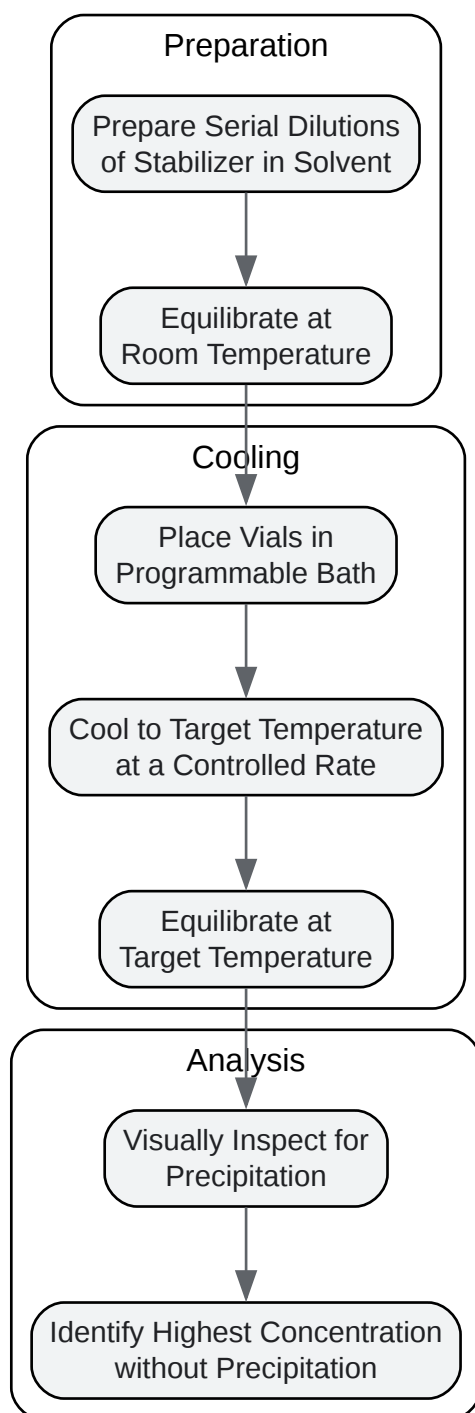 Preparation
Prepare Serial Dilutions
of Stabilizer in Solvent
Equilibrate at
Room Temperature
Cooling
Place Vials in
Programmable Bath
Cool to Target Temperature
at a Controlled Rate
Equilibrate at
Target Temperature
Analysis
Visually Inspect for
Precipitation
Identify Highest Concentration
without Precipitation